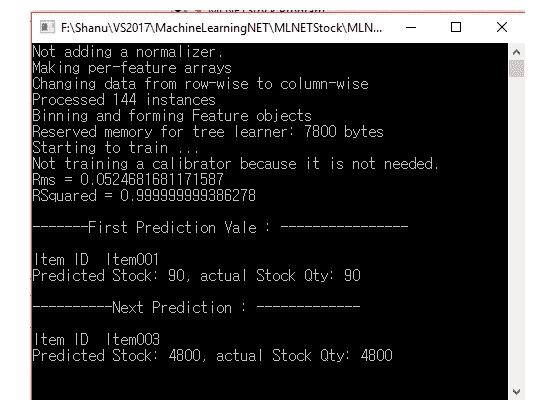 F:\Shanu\VS2017\MachineLearningNET\MLNETStock\MLN...
Not adding a normalizer.
Making per-feature arrays
Changing data from row-wise to column-wise
Processed 144 instances
Binning and forming Feature objects
Reserved memory for tree learner: 7800 bytes
Starting to train ...
Not training a calibrator because it is not needed.
Rms = 0.0524681681171587
RSquared = 0.999999999386278
-------First Prediction Vale : ----------------
Item ID  Item001
Predicted Stock: 90, actual Stock Qty: 90
----------Next Prediction : -------------
Item ID  Item003
Predicted Stock: 4800, actual Stock Qty: 4800